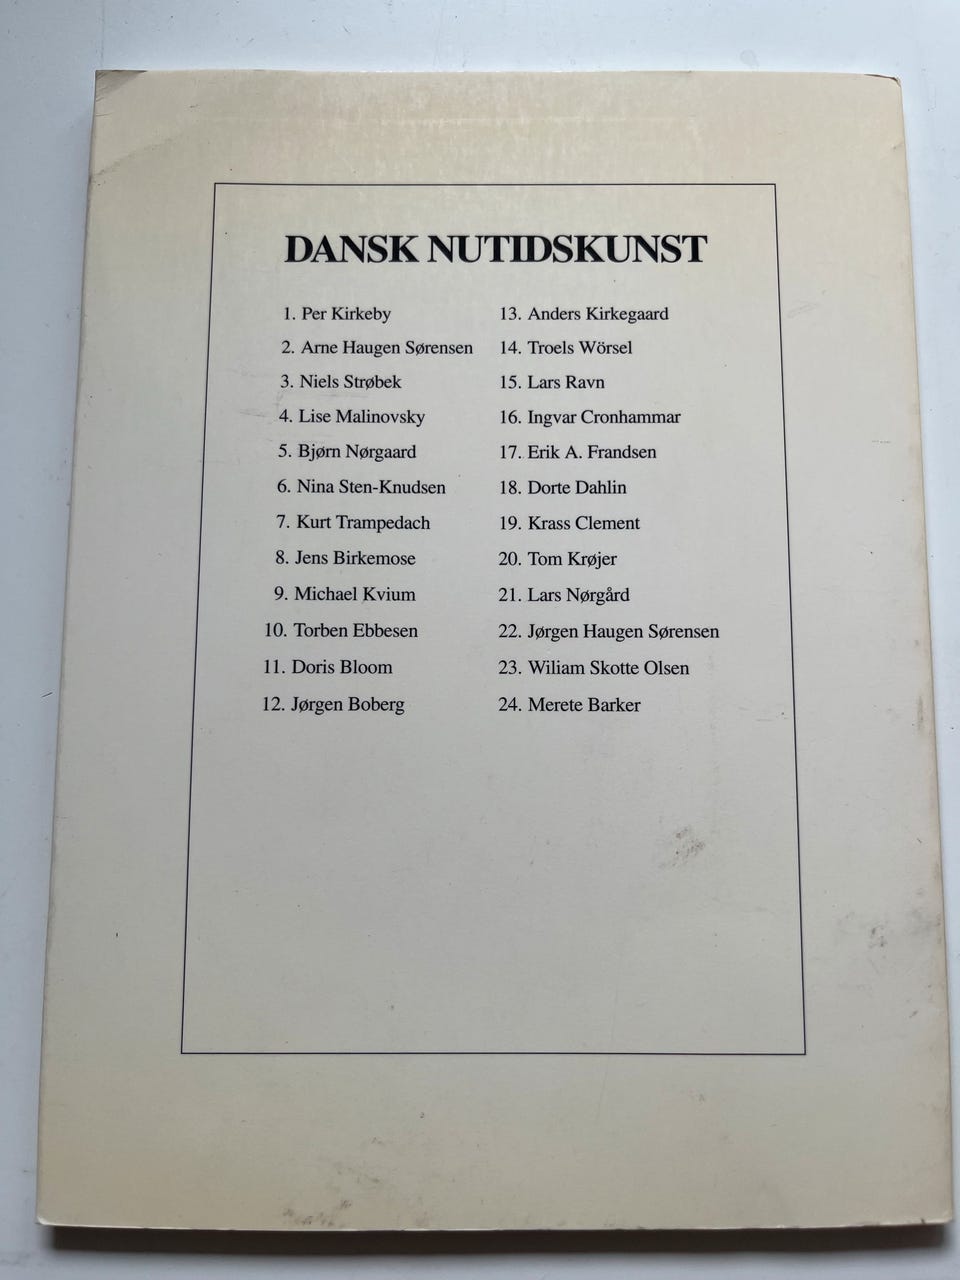 DANSK NUTIDSKUNST
1. Per Kirkeby
2. Arne Haugen Sørensen
3. Niels Strøbek
4. Lise Malinovsky
5. Bjørn Nørgaard
6. Nina Sten-Knudsen
7. Kurt Trampedach
8. Jens Birkemose
9. Michael Kvium
10. Torben Ebbesen
11. Doris Bloom
12. Jørgen Boberg
13. Anders Kirkegaard
14. Troels Wörsel
15. Lars Ravn
16. Ingvar Cronhammar
17. Erik A. Frandsen
18. Dorte Dahlin
19. Krass Clement
20. Tom Krøjer
21. Lars Nørgård
22. Jørgen Haugen Sørensen
23. Wiliam Skotte Olsen
24. Merete Barker